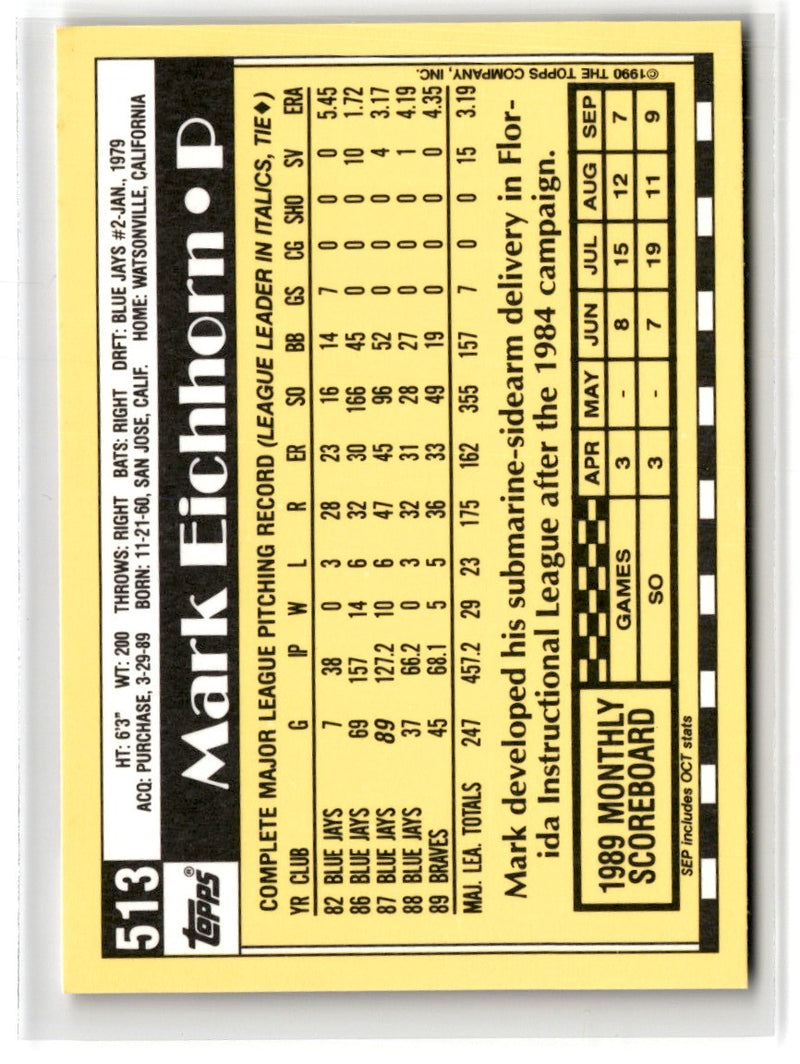 513
HT: 6'3" WT: 200 THROWS: RIGHT BATS: RIGHT DRFT: BLUE JAYS #2-JAN., 1979
ACQ: PURCHASE, 3-29-89 BORN: 11-21-60, SAN JOSE, CALIF. HOME: WATSONVILLE, CALIFORNIA
TOPPS®
Mark Eichhorn • P
COMPLETE MAJOR LEAGUE PITCHING RECORD (LEAGUE LEADER IN ITALICS, TIE◆)
YR CLUB G IP W L R ER SO BB GS CG SHO SV ERA
82 BLUE JAYS 7 38 0 3 28 23 16 14 7 0 0 0 5.45
86 BLUE JAYS 69 157 14 6 32 30 166 45 0 0 0 10 1.72
87 BLUE JAYS 89 127.2 10 6 47 45 96 52 0 0 0 4 3.17
88 BLUE JAYS 37 66.2 0 3 32 31 28 27 0 0 0 1 4.19
89 BRAVES 45 68.1 5 5 36 33 49 19 0 0 0 0 4.35
MAJ. LEA. TOTALS 247 457.2 29 23 175 162 355 157 7 0 0 15 3.19
Mark developed his submarine-sidearm delivery in Flor-
ida Instructional League after the 1984 campaign.
1989 MONTHLY
SCOREBOARD
APR MAY JUN JUL AUG SEP
GAMES 3 - 8 15 12 7
SO 3 - 7 19 11 9
SEP includes OCT stats
©1990 THE TOPPS COMPANY, INC.